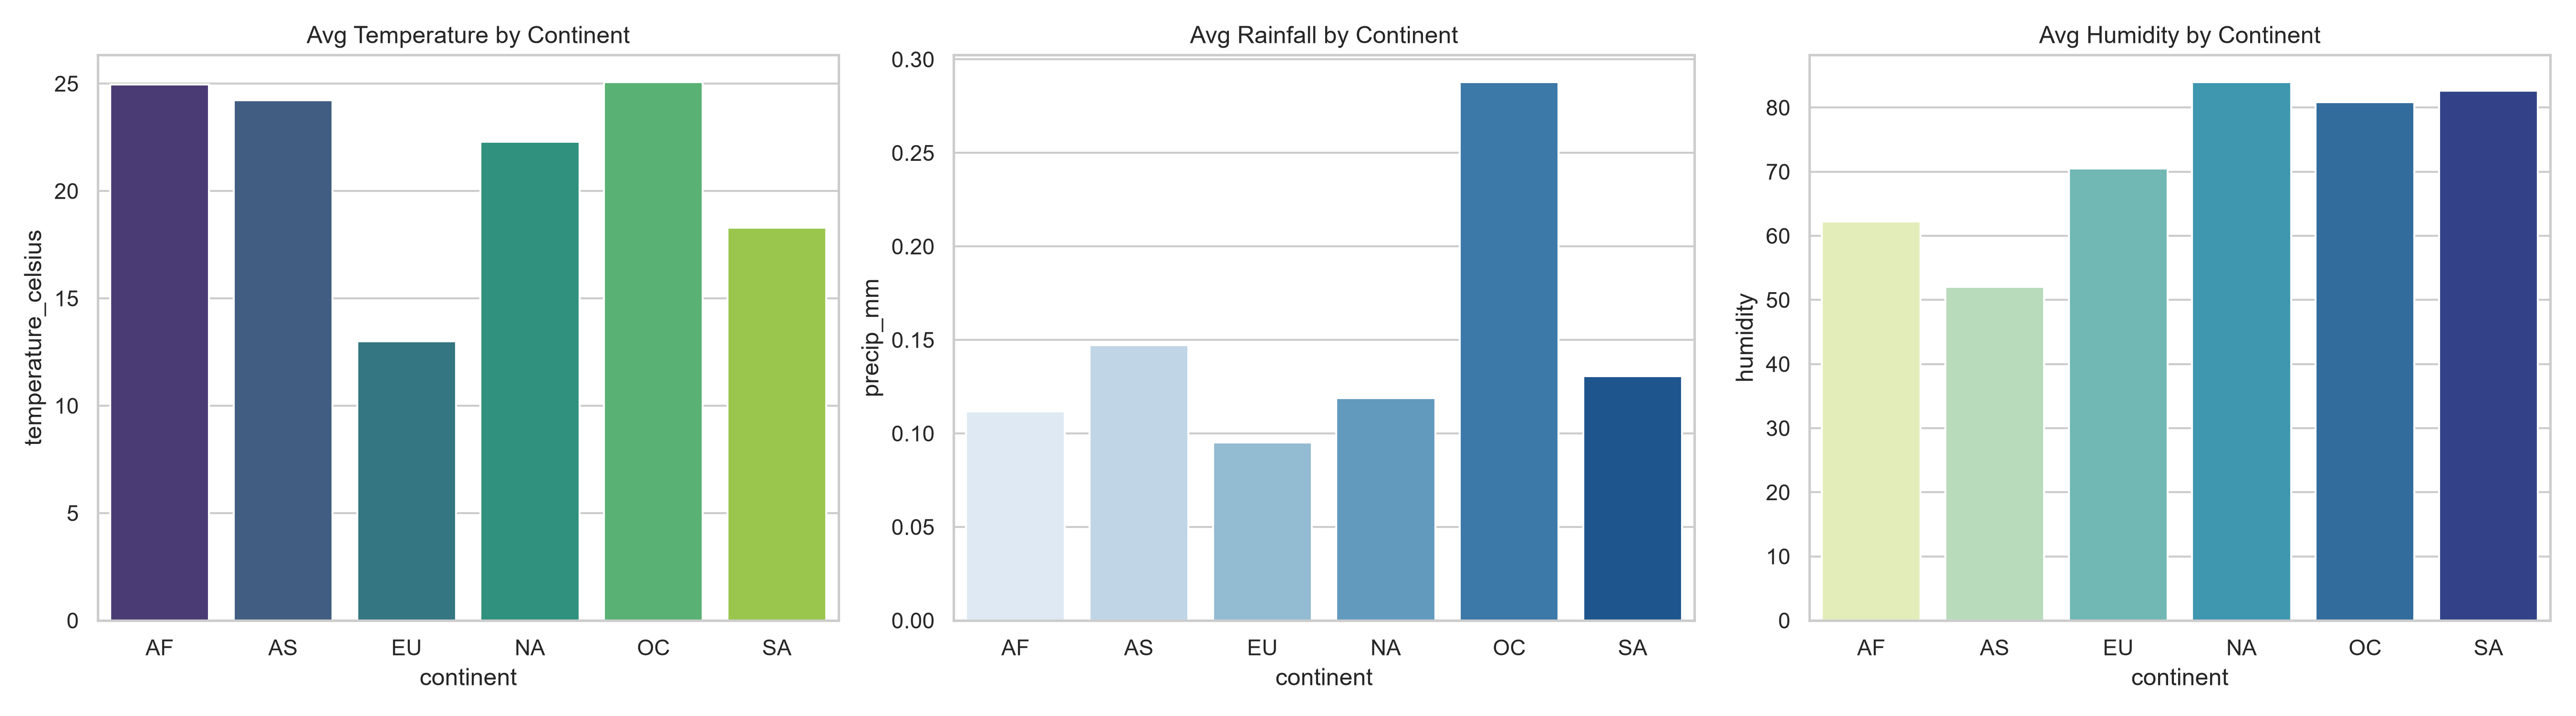 Avg Temperature by Continent
25
20
15
10
5
0
temperature_celsius
AF AS EU NA OC SA
continent
Avg Rainfall by Continent
0.30
0.25
0.20
0.15
0.10
0.05
0.00
precip_mm
AF AS EU NA OC SA
continent
Avg Humidity by Continent
80
70
60
50
40
30
20
10
0
humidity
AF AS EU NA OC SA
continent